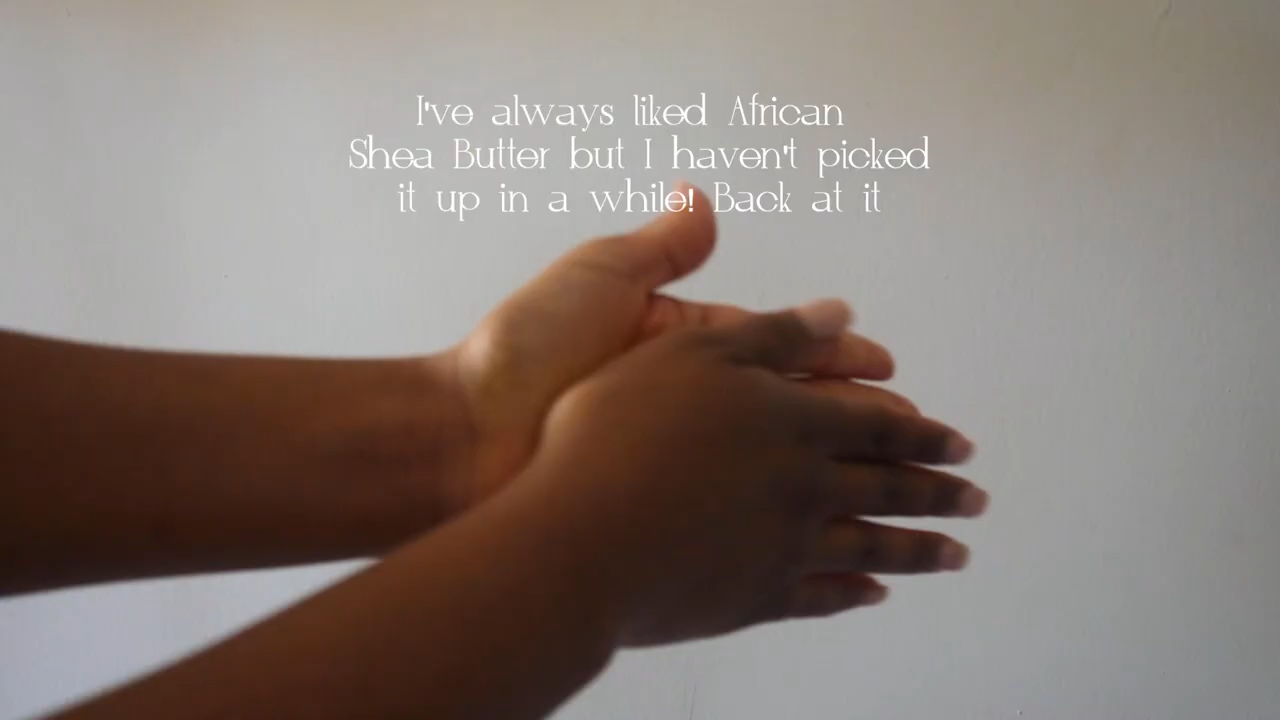 I've always liked African
Shea Butter but I haven't picked
it up in a while! Back at it